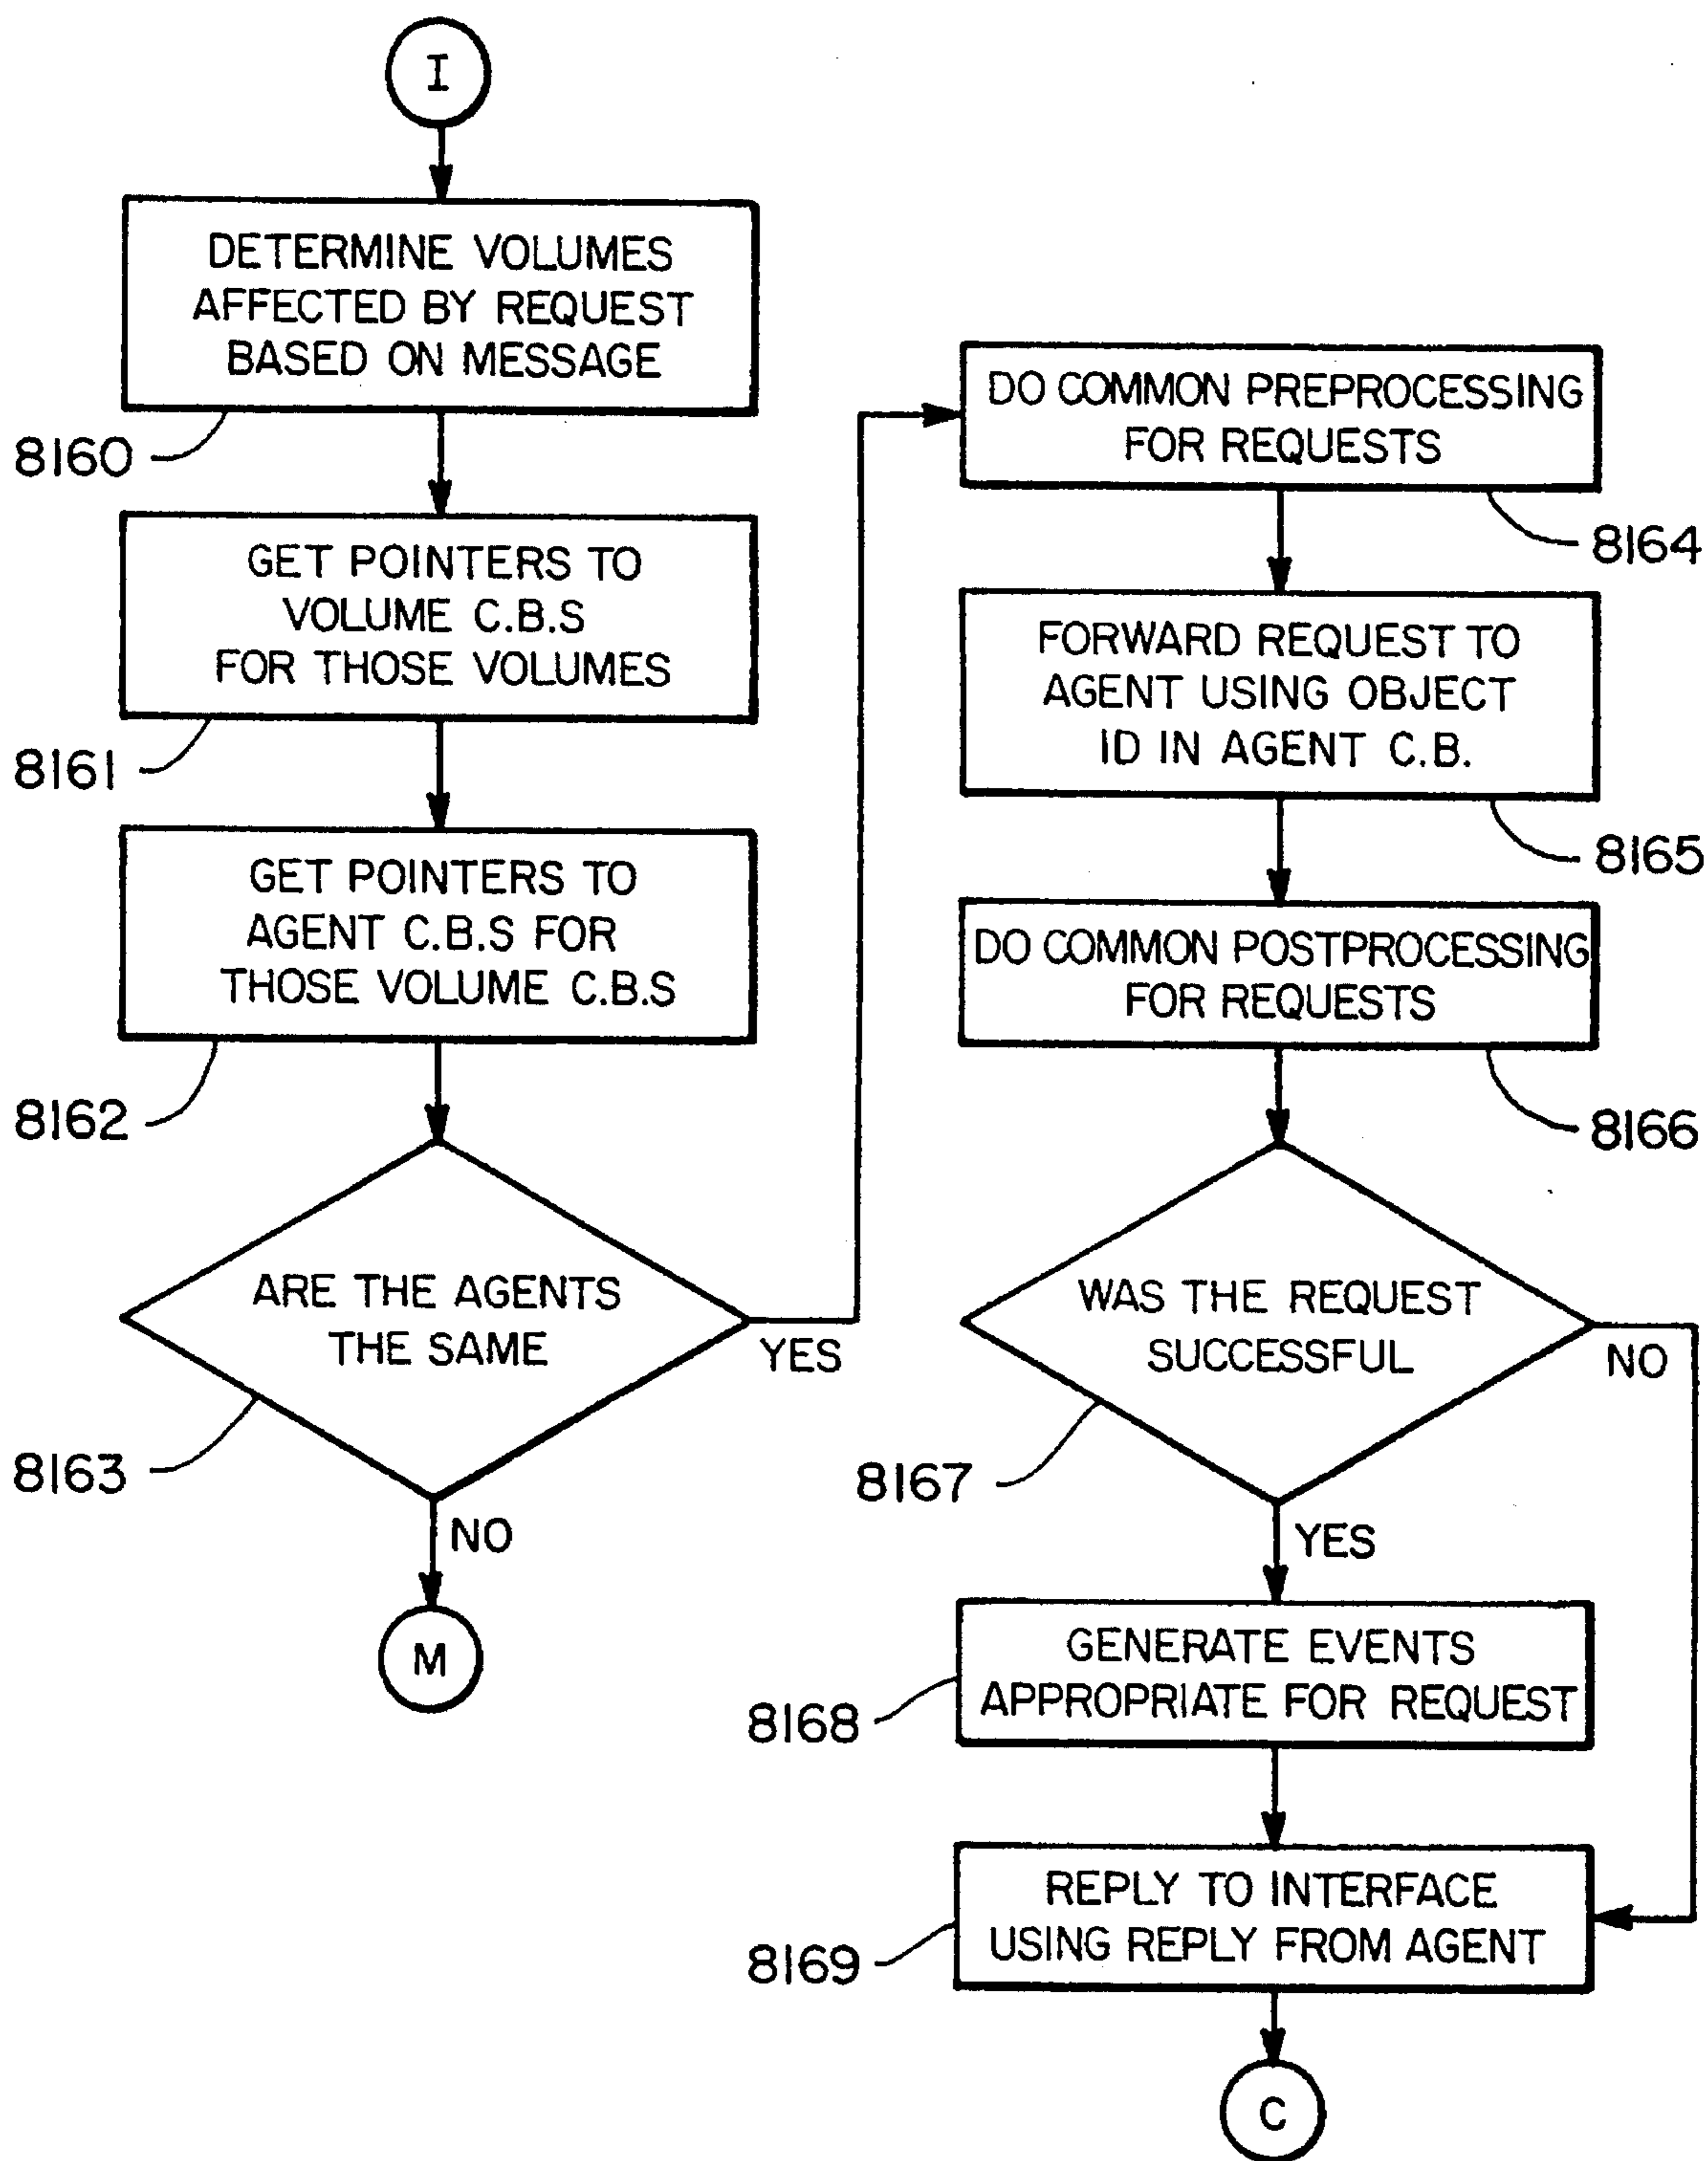 I
DETERMINE VOLUMES
AFFECTED BY REQUEST
BASED ON MESSAGE
8160
GET POINTERS TO
VOLUME C.B.S
FOR THOSE VOLUMES
8161
GET POINTERS TO
AGENT C.B.S FOR
THOSE VOLUME C.B.S
8162
ARE THE AGENTS
THE SAME
YES
8163
NO
M
DO COMMON PREPROCESSING
FOR REQUESTS
8164
FORWARD REQUEST TO
AGENT USING OBJECT
ID IN AGENT C.B.
8165
DO COMMON POSTPROCESSING
FOR REQUESTS
8166
WAS THE REQUEST
SUCCESSFUL
NO
8167
YES
GENERATE EVENTS
APPROPRIATE FOR REQUEST
8168
REPLY TO INTERFACE
USING REPLY FROM AGENT
8169
C